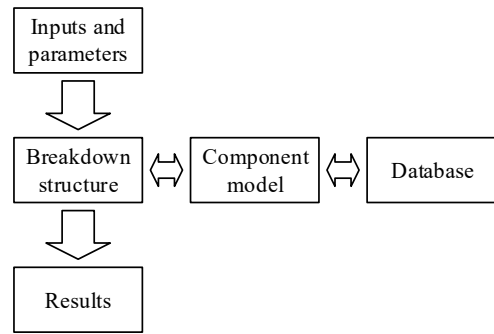 Inputs and
parameters
Breakdown
structure
Component
model
Database
Results